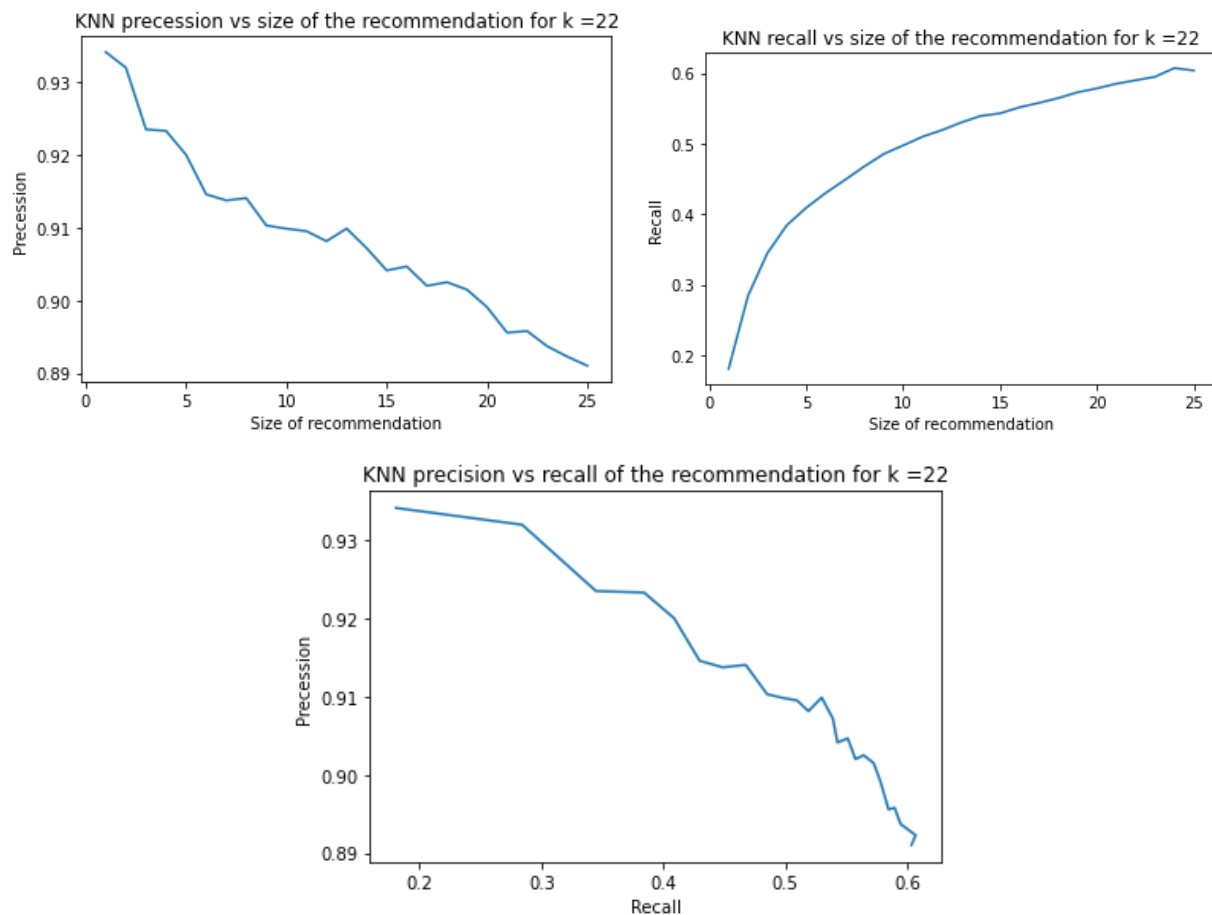 KNN precession vs size of the recommendation for k =22
0.93
0.92
0.91
0.90
0.89
Precession
0 5 10 15 20 25
Size of recommendation
KNN recall vs size of the recommendation for k =22
0.6
0.5
0.4
0.3
0.2
Recall
0 5 10 15 20 25
Size of recommendation
KNN precision vs recall of the recommendation for k =22
0.93
0.92
0.91
0.90
0.89
Precession
0.2 0.3 0.4 0.5 0.6
Recall